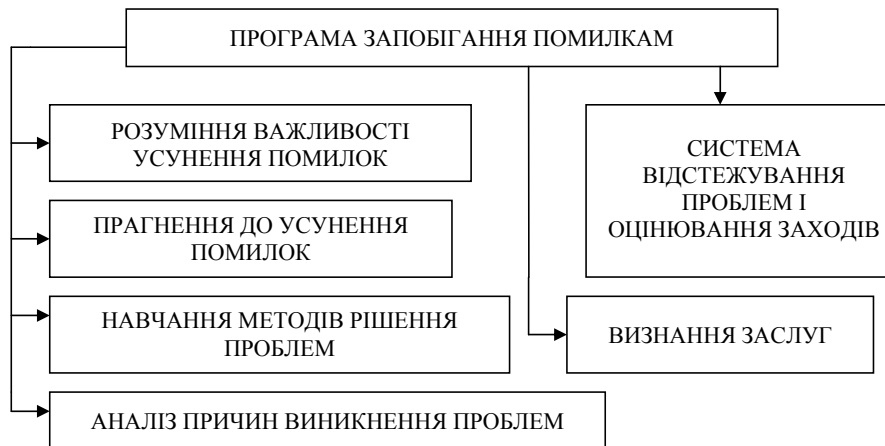 ПРОГРАМА ЗАПОБІГАННЯ ПОМИЛКАМ
РОЗУМІННЯ ВАЖЛИВОСТІ
УСУНЕННЯ ПОМИЛОК
ПРАГНЕННЯ ДО УСУНЕННЯ
ПОМИЛОК
НАВЧАННЯ МЕТОДІВ РІШЕННЯ
ПРОБЛЕМ
АНАЛІЗ ПРИЧИН ВИНИКНЕННЯ ПРОБЛЕМ
СИСТЕМА
ВІДСТЕЖУВАННЯ
ПРОБЛЕМ І
ОЦІНЮВАННЯ ЗАХОДІВ
ВИЗНАННЯ ЗАСЛУГ